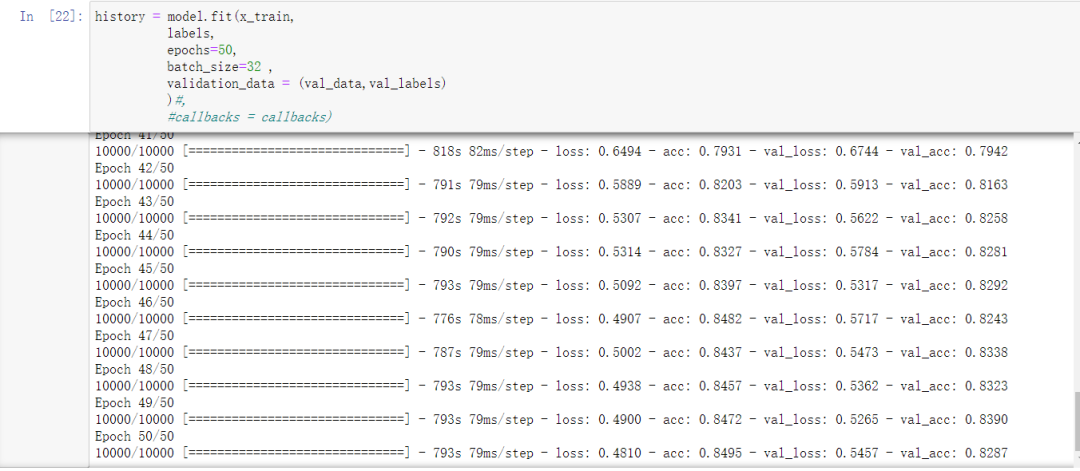 In [22]: history = model.fit(x_train,
labels,
epochs=50,
batch_size=32 ,
validation_data = (val_data,val_labels)
)#,
#callbacks = callbacks)
Epoch 41/50
10000/10000 [==============================] - 818s 82ms/step - loss: 0.6494 - acc: 0.7931 - val_loss: 0.6744 - val_acc: 0.7942
Epoch 42/50
10000/10000 [==============================] - 791s 79ms/step - loss: 0.5889 - acc: 0.8203 - val_loss: 0.5913 - val_acc: 0.8163
Epoch 43/50
10000/10000 [==============================] - 792s 79ms/step - loss: 0.5307 - acc: 0.8341 - val_loss: 0.5622 - val_acc: 0.8258
Epoch 44/50
10000/10000 [==============================] - 790s 79ms/step - loss: 0.5314 - acc: 0.8327 - val_loss: 0.5784 - val_acc: 0.8281
Epoch 45/50
10000/10000 [==============================] - 793s 79ms/step - loss: 0.5092 - acc: 0.8397 - val_loss: 0.5317 - val_acc: 0.8292
Epoch 46/50
10000/10000 [==============================] - 776s 78ms/step - loss: 0.4907 - acc: 0.8482 - val_loss: 0.5717 - val_acc: 0.8243
Epoch 47/50
10000/10000 [==============================] - 787s 79ms/step - loss: 0.5002 - acc: 0.8437 - val_loss: 0.5473 - val_acc: 0.8338
Epoch 48/50
10000/10000 [==============================] - 793s 79ms/step - loss: 0.4938 - acc: 0.8457 - val_loss: 0.5362 - val_acc: 0.8323
Epoch 49/50
10000/10000 [==============================] - 793s 79ms/step - loss: 0.4900 - acc: 0.8472 - val_loss: 0.5265 - val_acc: 0.8390
Epoch 50/50
10000/10000 [==============================] - 793s 79ms/step - loss: 0.4810 - acc: 0.8495 - val_loss: 0.5457 - val_acc: 0.8287